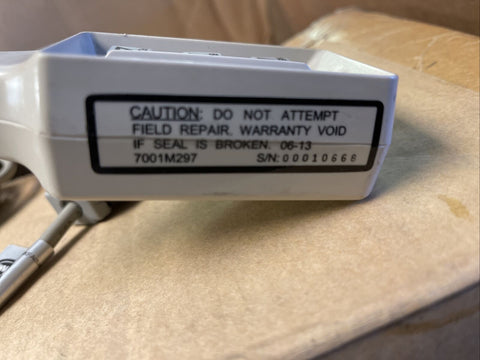 CAUTION: DO NOT ATTEMPT
FIELD REPAIR. WARRANTY VOID
IF SEAL IS BROKEN. 06-13
7001M297 S/N:00010668